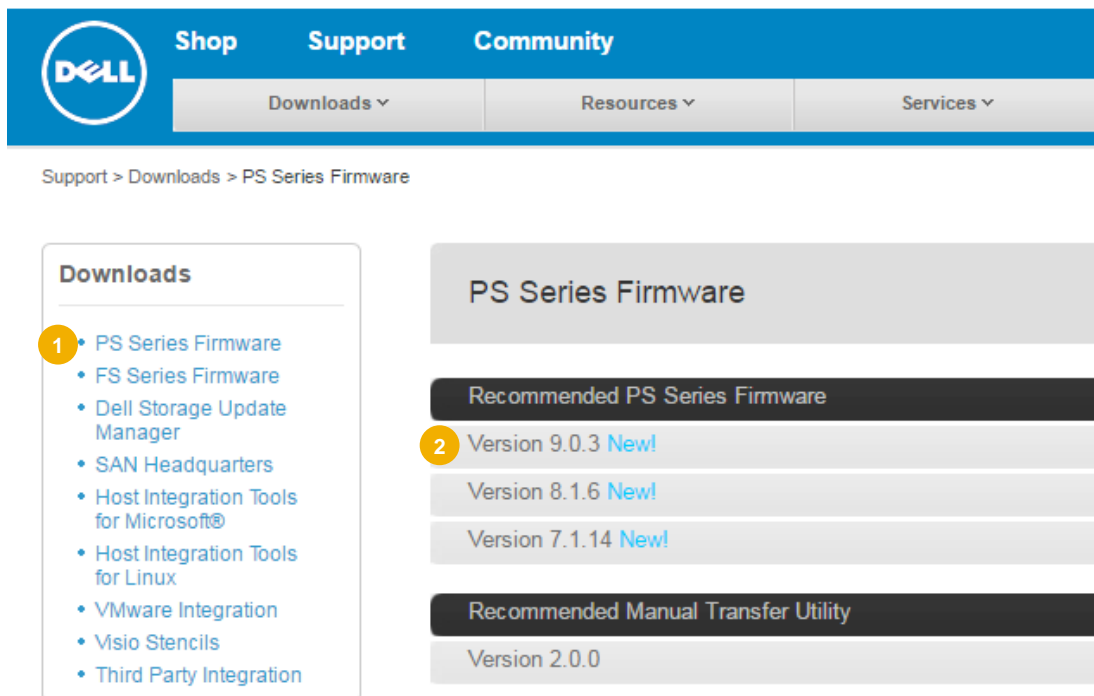 DELL
Shop Support Community
Downloads Resources Services
Support > Downloads > PS Series Firmware
Downloads
1
PS Series Firmware
FS Series Firmware
Dell Storage Update
Manager
SAN Headquarters
Host Integration Tools
for Microsoft®
Host Integration Tools
for Linux
VMware Integration
Visio Stencils
Third Party Integration
PS Series Firmware
Recommended PS Series Firmware
2
Version 9.0.3 New!
Version 8.1.6 New!
Version 7.1.14 New!
Recommended Manual Transfer Utility
Version 2.0.0